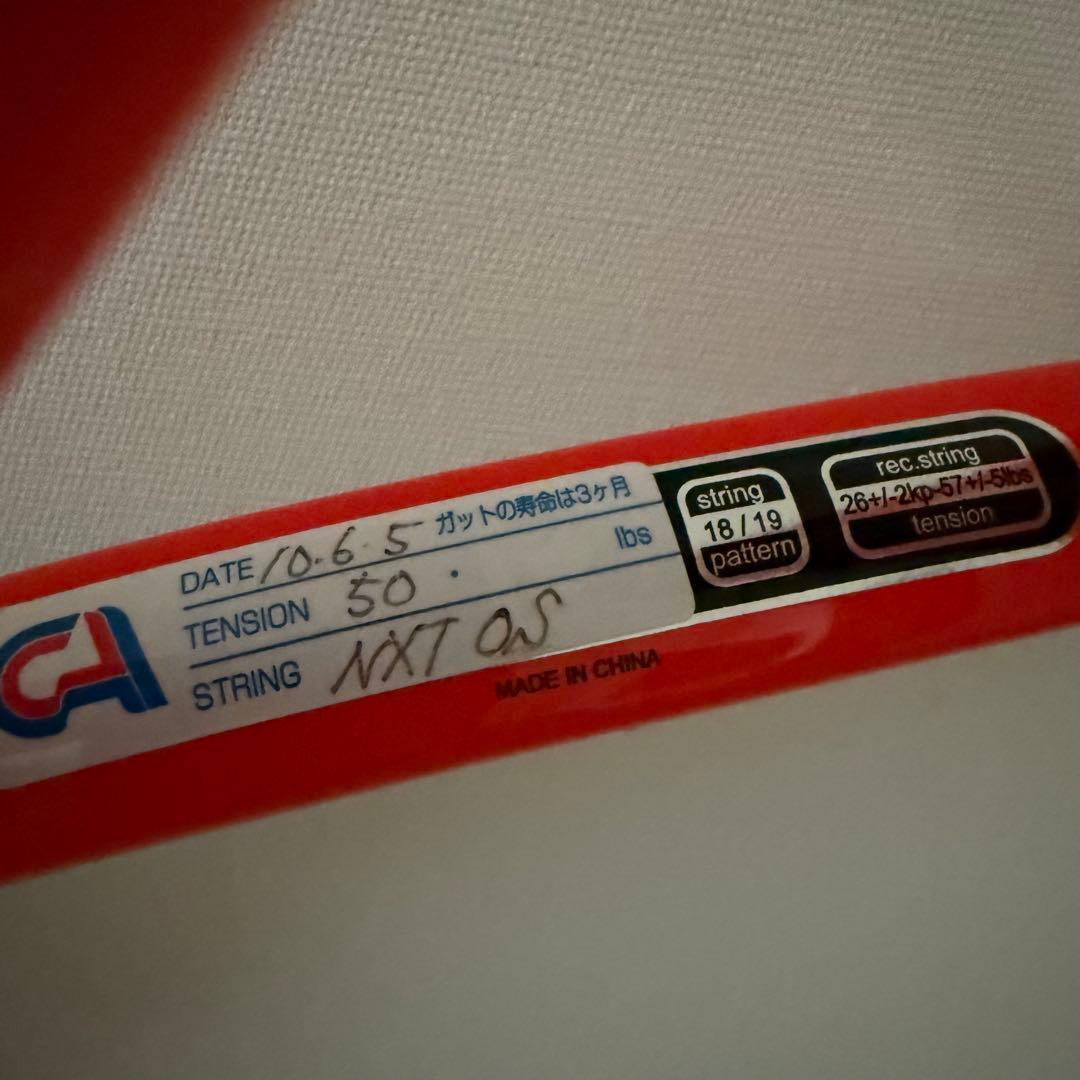 DATE 10.6.5 ガットの寿命は3ヶ月
TENSION 50 lbs
STRING NXT OS
MADE IN CHINA
string
18 / 19
pattern
rec.string
26+/-2kp-57+/-5lbs
tension